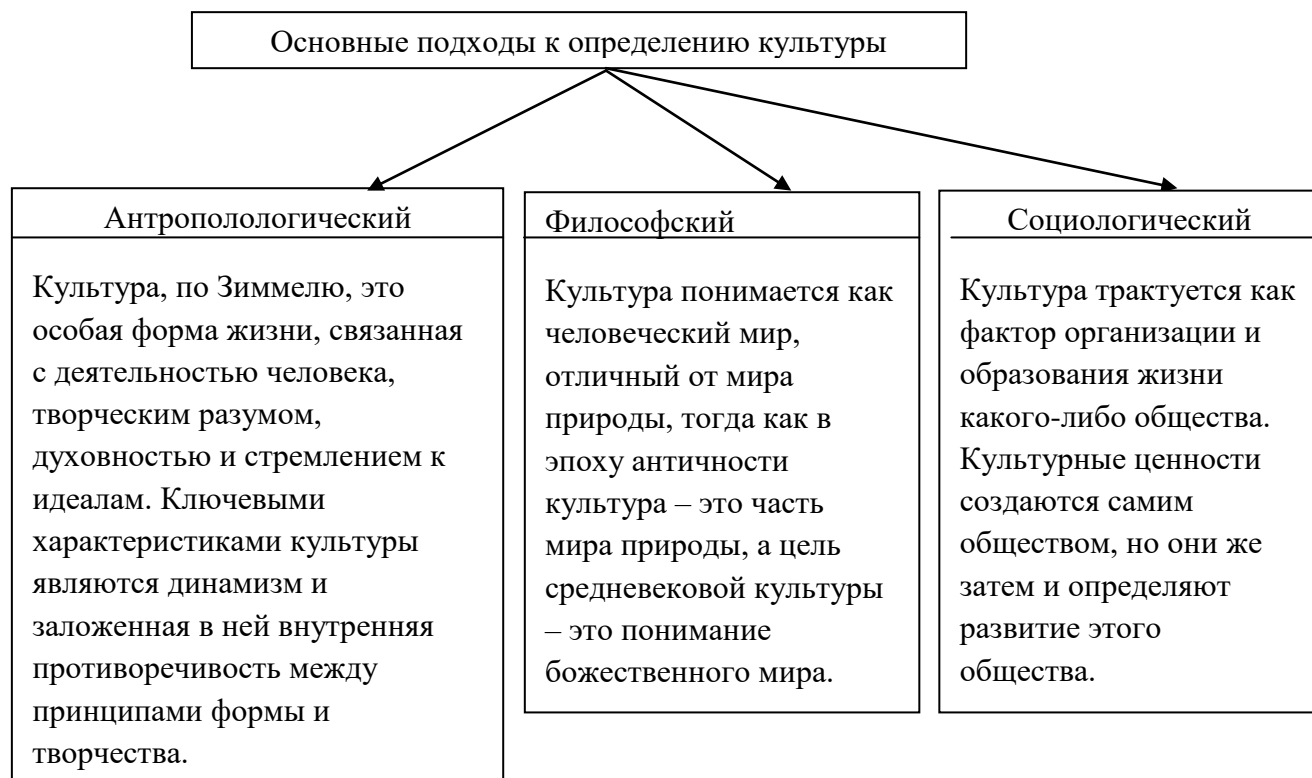 Основные подходы к определению культуры
Антрополологический
Культура, по Зиммелю, это
особая форма жизни, связанная
с деятельностью человека,
творческим разумом,
духовностью и стремлением к
идеалам. Ключевыми
характеристиками культуры
являются динамизм и
заложенная в ней внутренняя
противоречивость между
принципами формы и
творчества.
Философский
Культура понимается как
человеческий мир,
отличный от мира
природы, тогда как в
эпоху античности
культура – это часть
мира природы, а цель
средневековой культуры
– это понимание
божественного мира.
Социологический
Культура трактуется как
фактор организации и
образования жизни
какого-либо общества.
Культурные ценности
создаются самим
обществом, но они же
затем и определяют
развитие этого
общества.